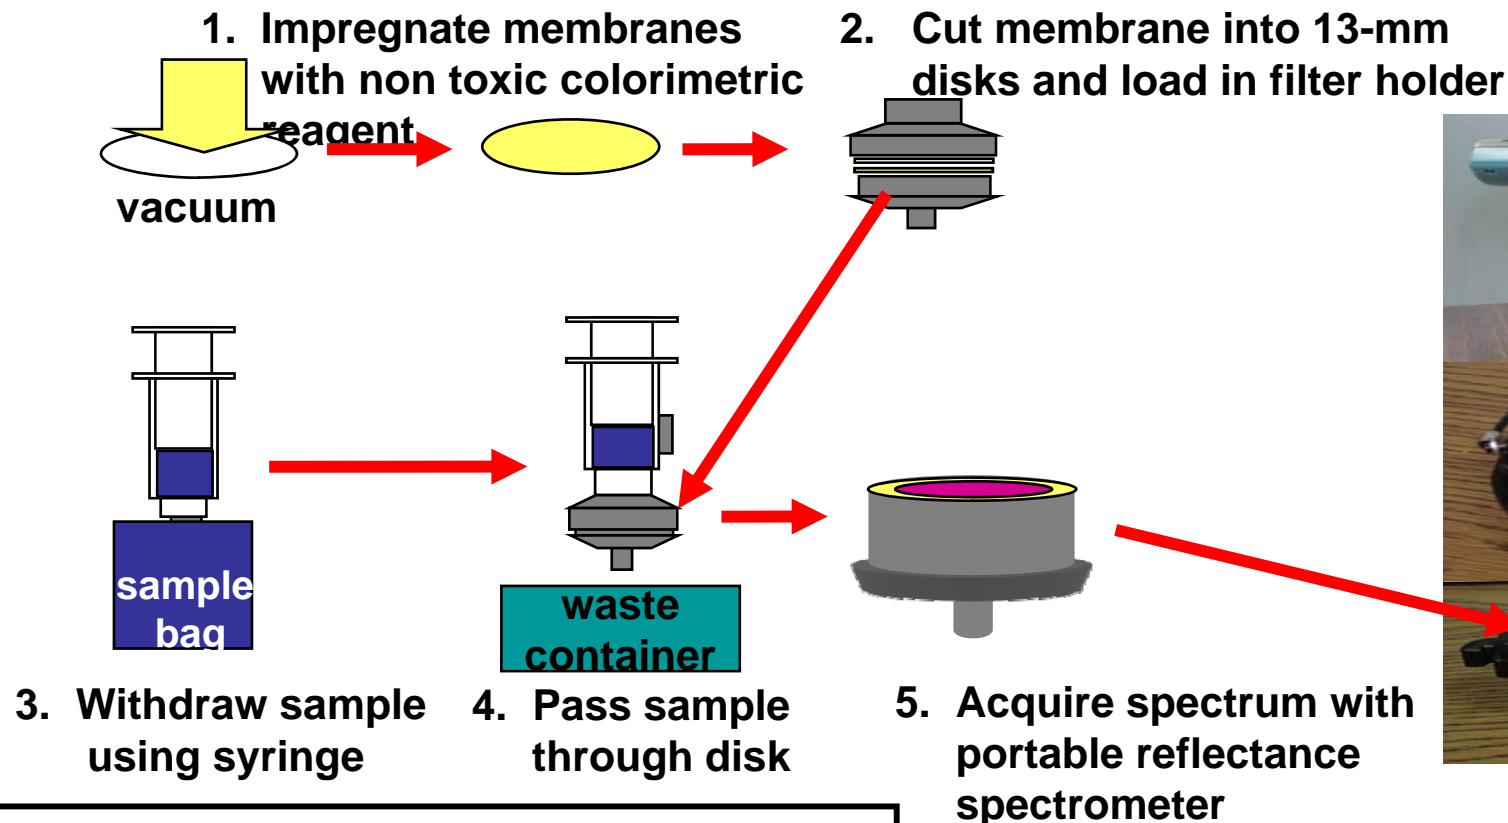 1. Impregnate membranes
with non toxic colorimetric
reagent
2. Cut membrane into 13-mm
disks and load in filter holder
vacuum
sample
bag
waste
container
3. Withdraw sample
using syringe
4. Pass sample
through disk
5. Acquire spectrum with
portable reflectance
spectrometer